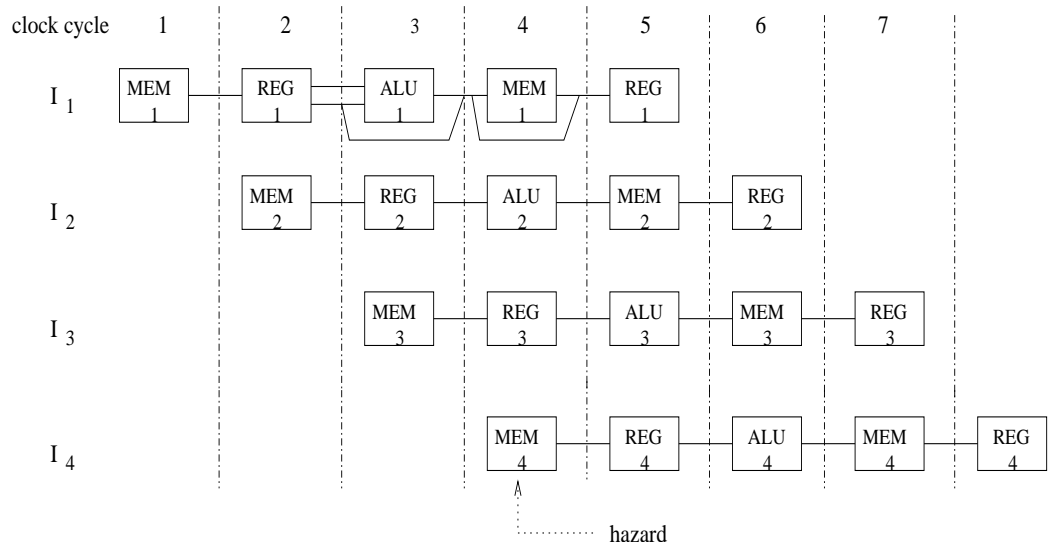 clock cycle 1 2 3 4 5 6 7
I 1 MEM 1 REG 1 ALU 1 MEM 1 REG 1
I 2 MEM 2 REG 2 ALU 2 MEM 2 REG 2
I 3 MEM 3 REG 3 ALU 3 MEM 3 REG 3
I 4 MEM 4 REG 4 ALU 4 MEM 4 REG 4
hazard